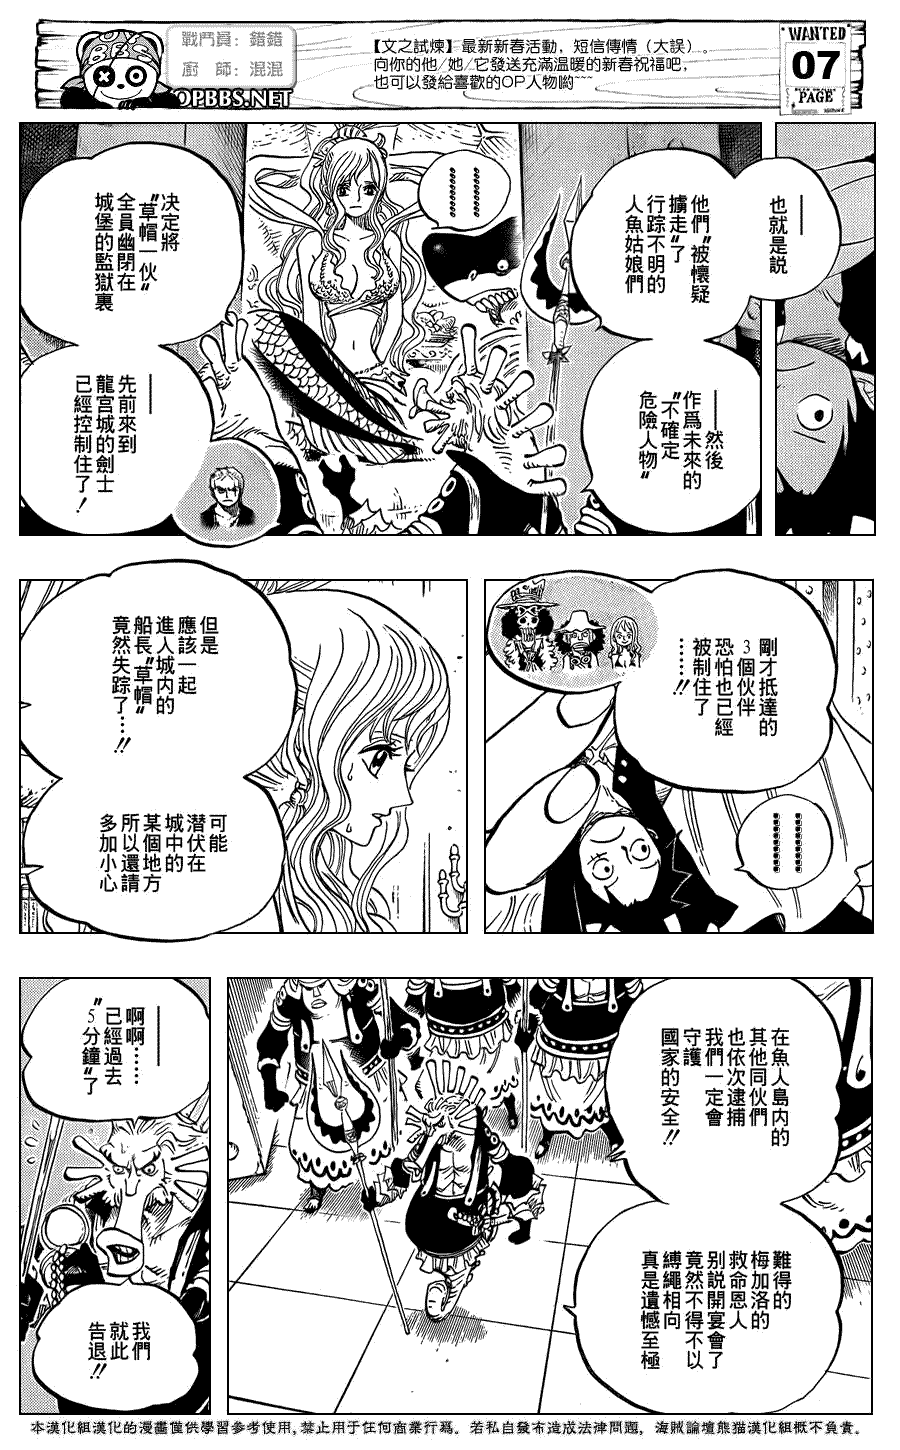 戰鬥員：錯錯
廚　師：混混
OPBBS.NET
【文之試煉】最新新春活動，短信傳情（大誤）。
向你的他/她/它發送充滿溫暖的新春祝福吧，
也可以發給喜歡的OP人物喲~~~
WANTED
07
PAGE
——
也就是説
他們〝被懷疑
擄走〞了
行踪不明的
人魚姑娘們
——然後
作爲未來的
〝不確定
危險人物〞
!!!!!!!!
决定將
〝草帽一伙〞
全員幽閉在
城堡的監獄裏
——
先前來到
龍宫城的劍士
已經控制住了！
剛才抵達的
3個伙伴
恐怕也已經
被制住了
……!!
!!!!!!!!
但是
應該一起
進入城内的
船長〝草帽〞
竟然失踪了…!!
可能
潜伏在
城中的
某個地方
所以還請
多加小心
在魚人島内的
其他同伙們
也依次逮捕
我們一定會
守護
國家的安全!!
難得的
梅加洛的
救命恩人
别説開宴會了
竟然不得不以
縛繩相向
真是遺憾至極
啊啊……
已經過去
〝5分鐘〞了
我們
就此
告退!!
本漢化組漢化的漫畫僅供學習參考使用,禁止用于任何商業行爲。若私自發布造成法律問題，海賊論壇熊猫漢化組概不負責。